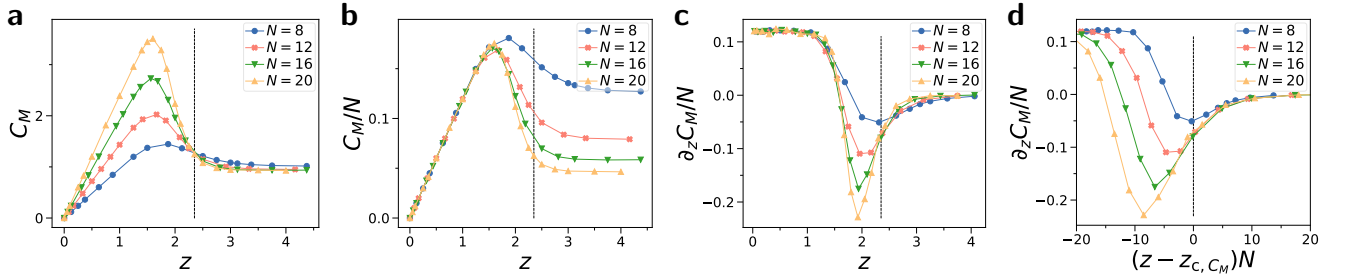 a
C_M
2
0
0 1 2 3 4
z
N = 8
N = 12
N = 16
N = 20
b
C_M/N
0.1
0.0
0 1 2 3 4
z
N = 8
N = 12
N = 16
N = 20
c
∂_zC_M/N
0.1
0.0
−0.1
−0.2
0 1 2 3 4
z
N = 8
N = 12
N = 16
N = 20
d
∂_zC_M/N
0.1
0.0
−0.1
−0.2
−20 −10 0 10 20
(z − z_{c, C_M})N
N = 8
N = 12
N = 16
N = 20